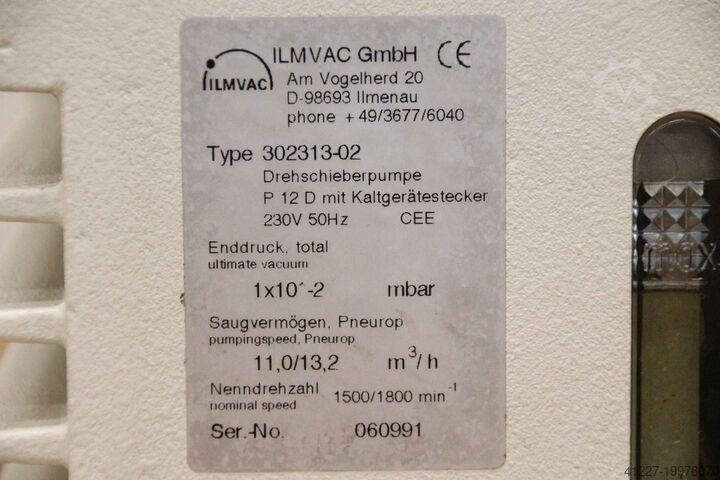 ILMVAC
ILMVAC GmbH CE
Am Vogelherd 20
D-98693 Ilmenau
phone +49/3677/6040
Type 302313-02
Drehschieberpumpe
P 12 D mit Kaltgerätestecker
230V 50Hz CEE
Enddruck, total
ultimate vacuum
1x10^-2 mbar
Saugvermögen, Pneurop
pumpingspeed, Pneurop
11,0/13,2 m³/h
Nenndrehzahl
nominal speed 1500/1800 min⁻¹
Ser.-No. 060991
max